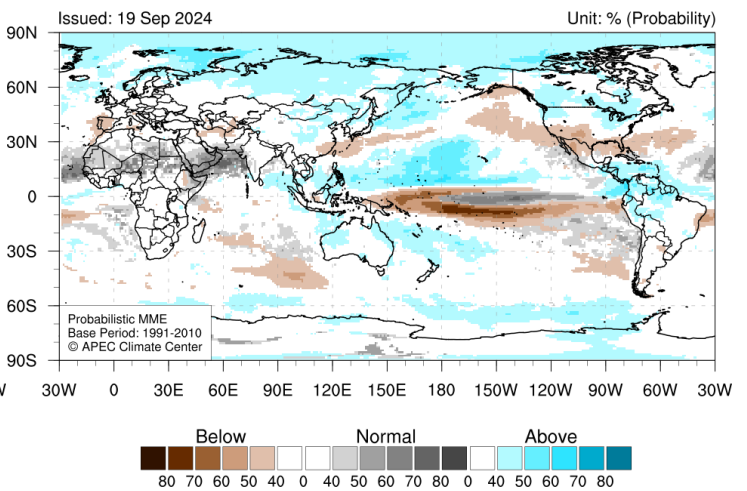 Issued: 19 Sep 2024 Unit: % (Probability)
90N
60N
30N
0
30S
60S
90S
Probabilistic MME
Base Period: 1991-2010
© APEC Climate Center
W 30W 0 30E 60E 90E 120E 150E 180 150W 120W 90W 60W 30W
Below Normal Above
80 70 60 50 40 0 40 50 60 70 80 0 40 50 60 70 80